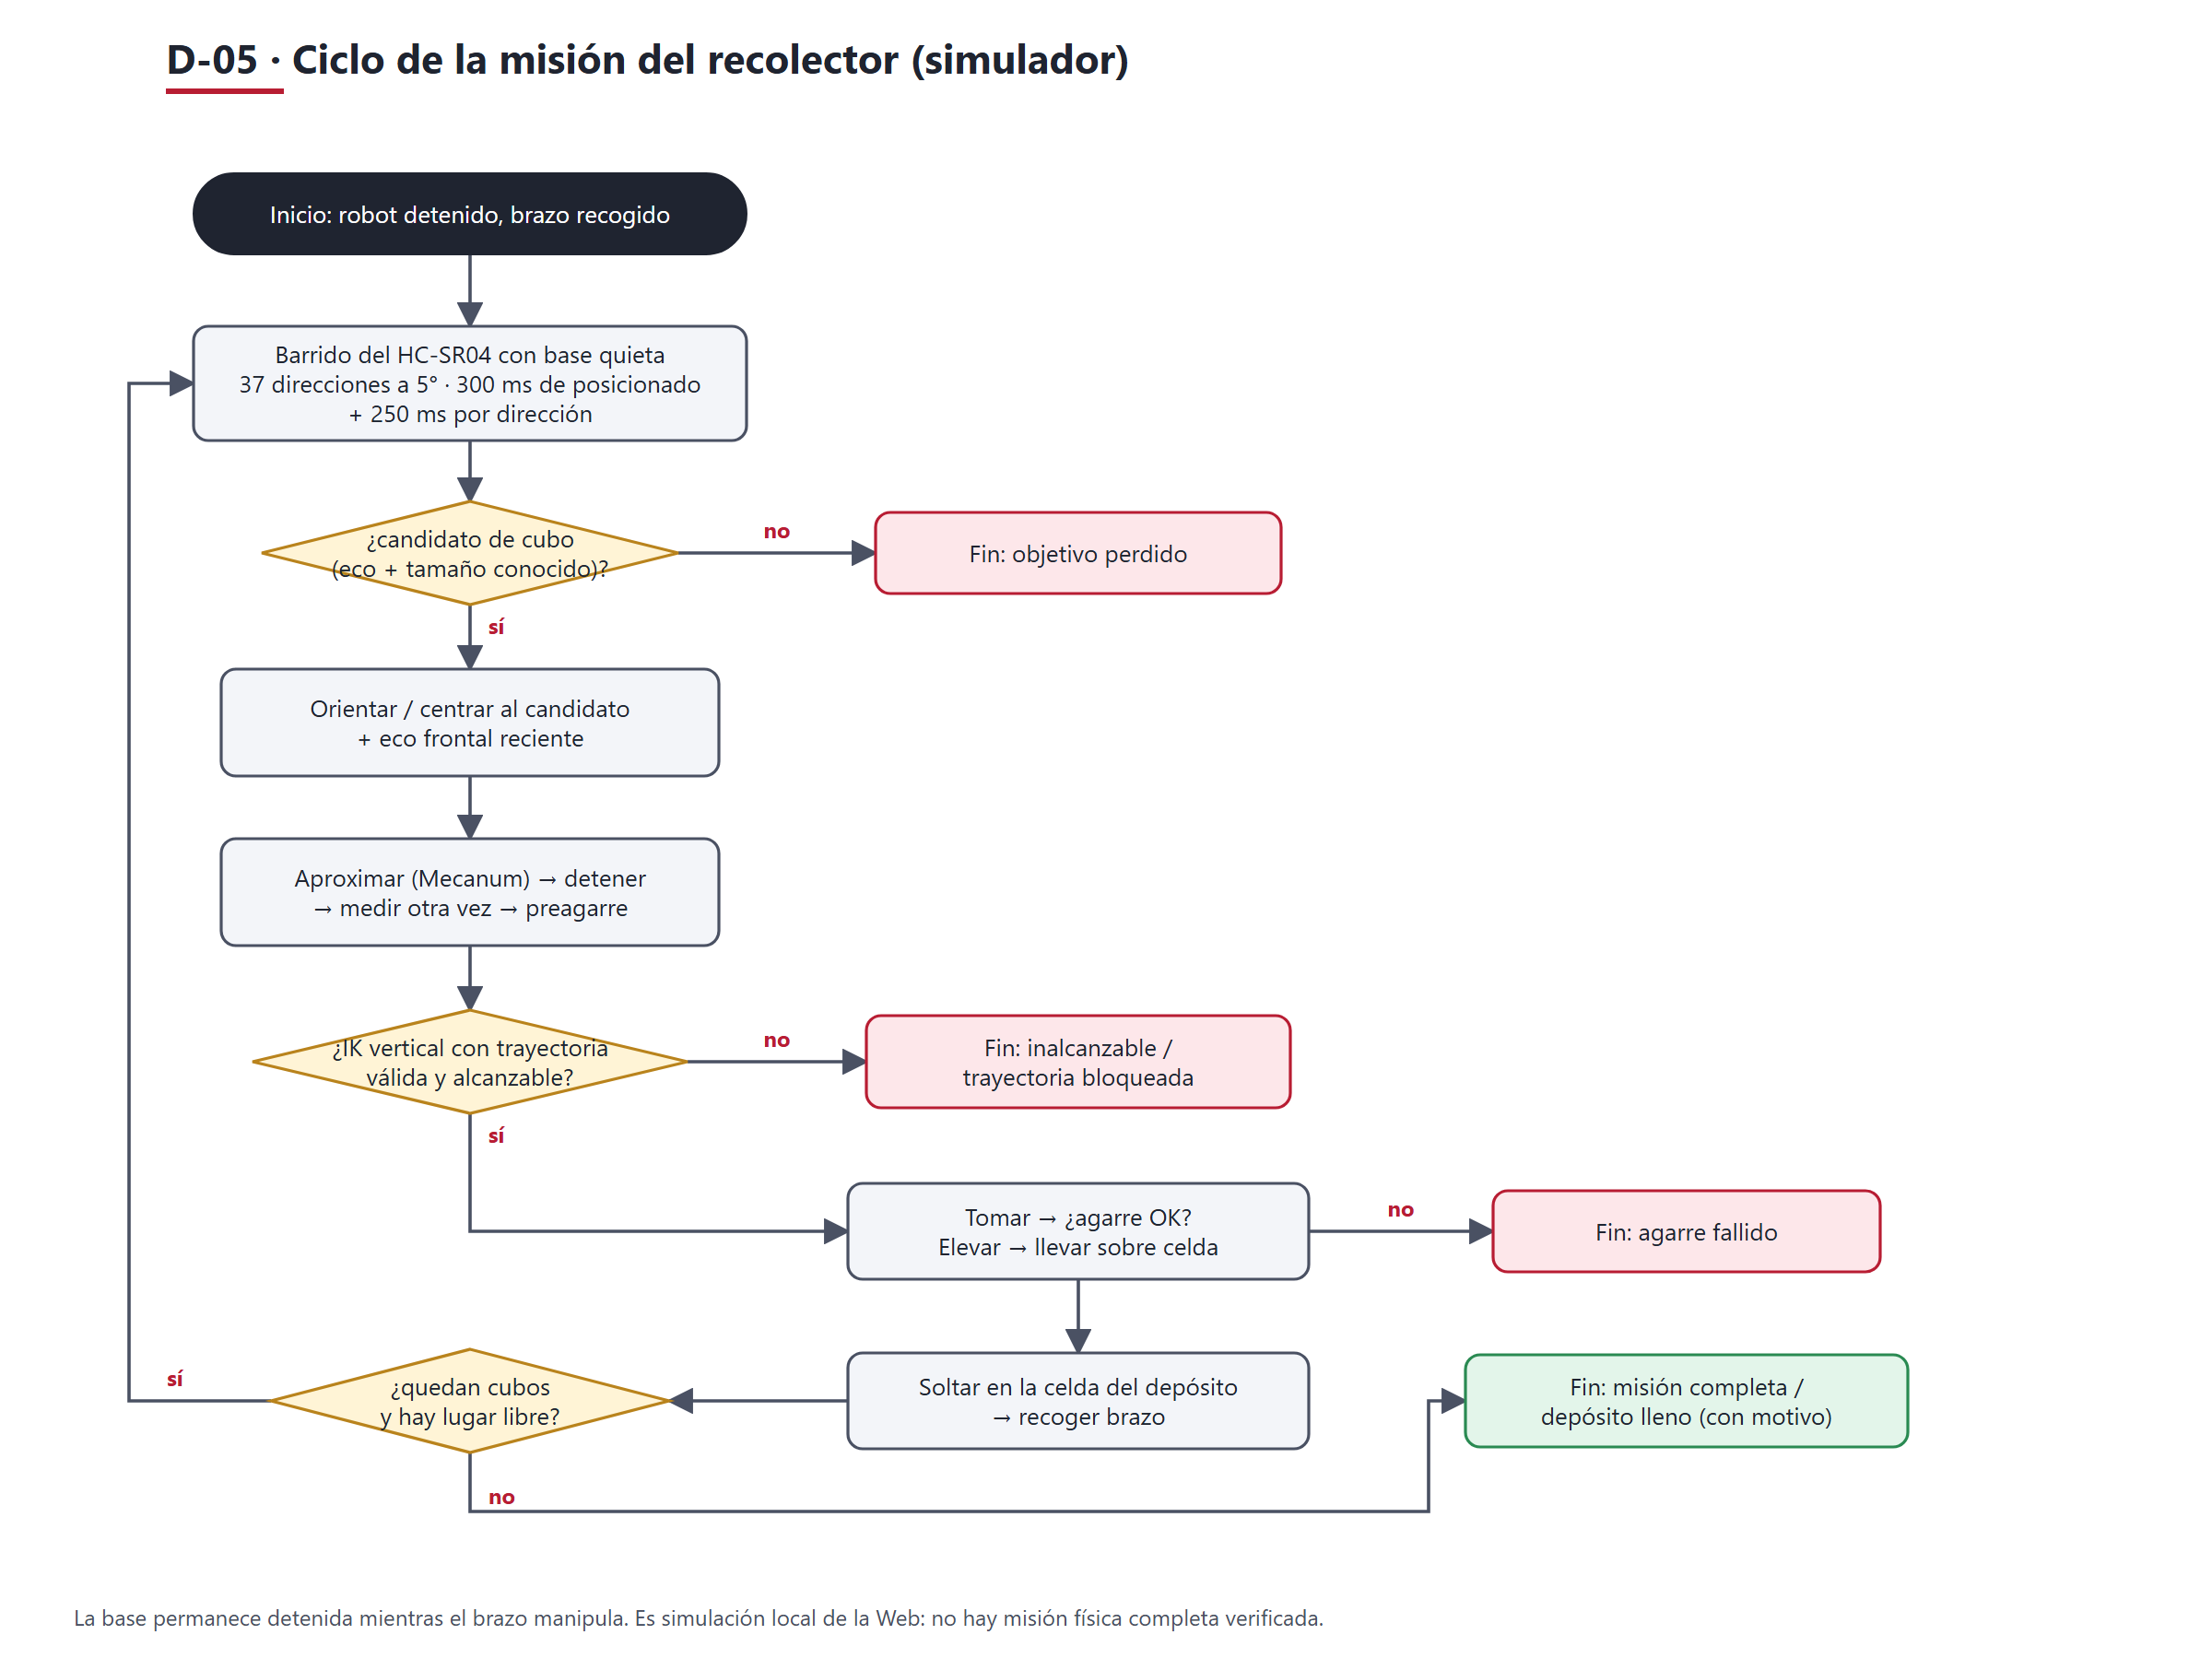 D-05 · Ciclo de la misión del recolector (simulador)
Inicio: robot detenido, brazo recogido
Barrido del HC-SR04 con base quieta
37 direcciones a 5° · 300 ms de posicionado
+ 250 ms por dirección
¿candidato de cubo
(eco + tamaño conocido)?
no
Fin: objetivo perdido
sí
Orientar / centrar al candidato
+ eco frontal reciente
Aproximar (Mecanum) → detener
→ medir otra vez → preagarre
¿IK vertical con trayectoria
válida y alcanzable?
no
Fin: inalcanzable /
trayectoria bloqueada
sí
Tomar → ¿agarre OK?
Elevar → llevar sobre celda
no
Fin: agarre fallido
sí
¿quedan cubos
y hay lugar libre?
Soltar en la celda del depósito
→ recoger brazo
Fin: misión completa /
depósito lleno (con motivo)
no
La base permanece detenida mientras el brazo manipula. Es simulación local de la Web: no hay misión física completa verificada.